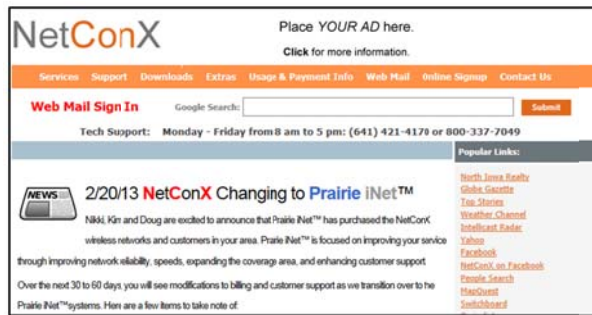 NetConX
Place YOUR AD here.
Click for more information.
Services Support Downloads Extras Usage & Payment Info Web Mail Online Signup Contact Us
Web Mail Sign In Google Search: Submit
Tech Support: Monday - Friday from 8 am to 5 pm: (641) 421-4170 or 800-337-7049
Popular Links:
NEWS
2/20/13 NetConX Changing to Prairie iNet™
Nikki, Kim and Doug are excited to announce that Prairie iNet™ has purchased the NetConX
wireless networks and customers in your area. Prarie iNet™ is focused on improving your service
through improving network reliability, speeds, expanding the coverage area, and enhancing customer support.
Over the next 30 to 60 days, you will see modifications to billing and customer support as we transition over to he
Prairie iNet™ systems. Here are a few items to take note of:
North Iowa Realty
Globe Gazette
Top Stories
Weather Channel
Intellicast Radar
Yahoo
Facebook
NetConX on Facebook
People Search
MapQuest
Switchboard